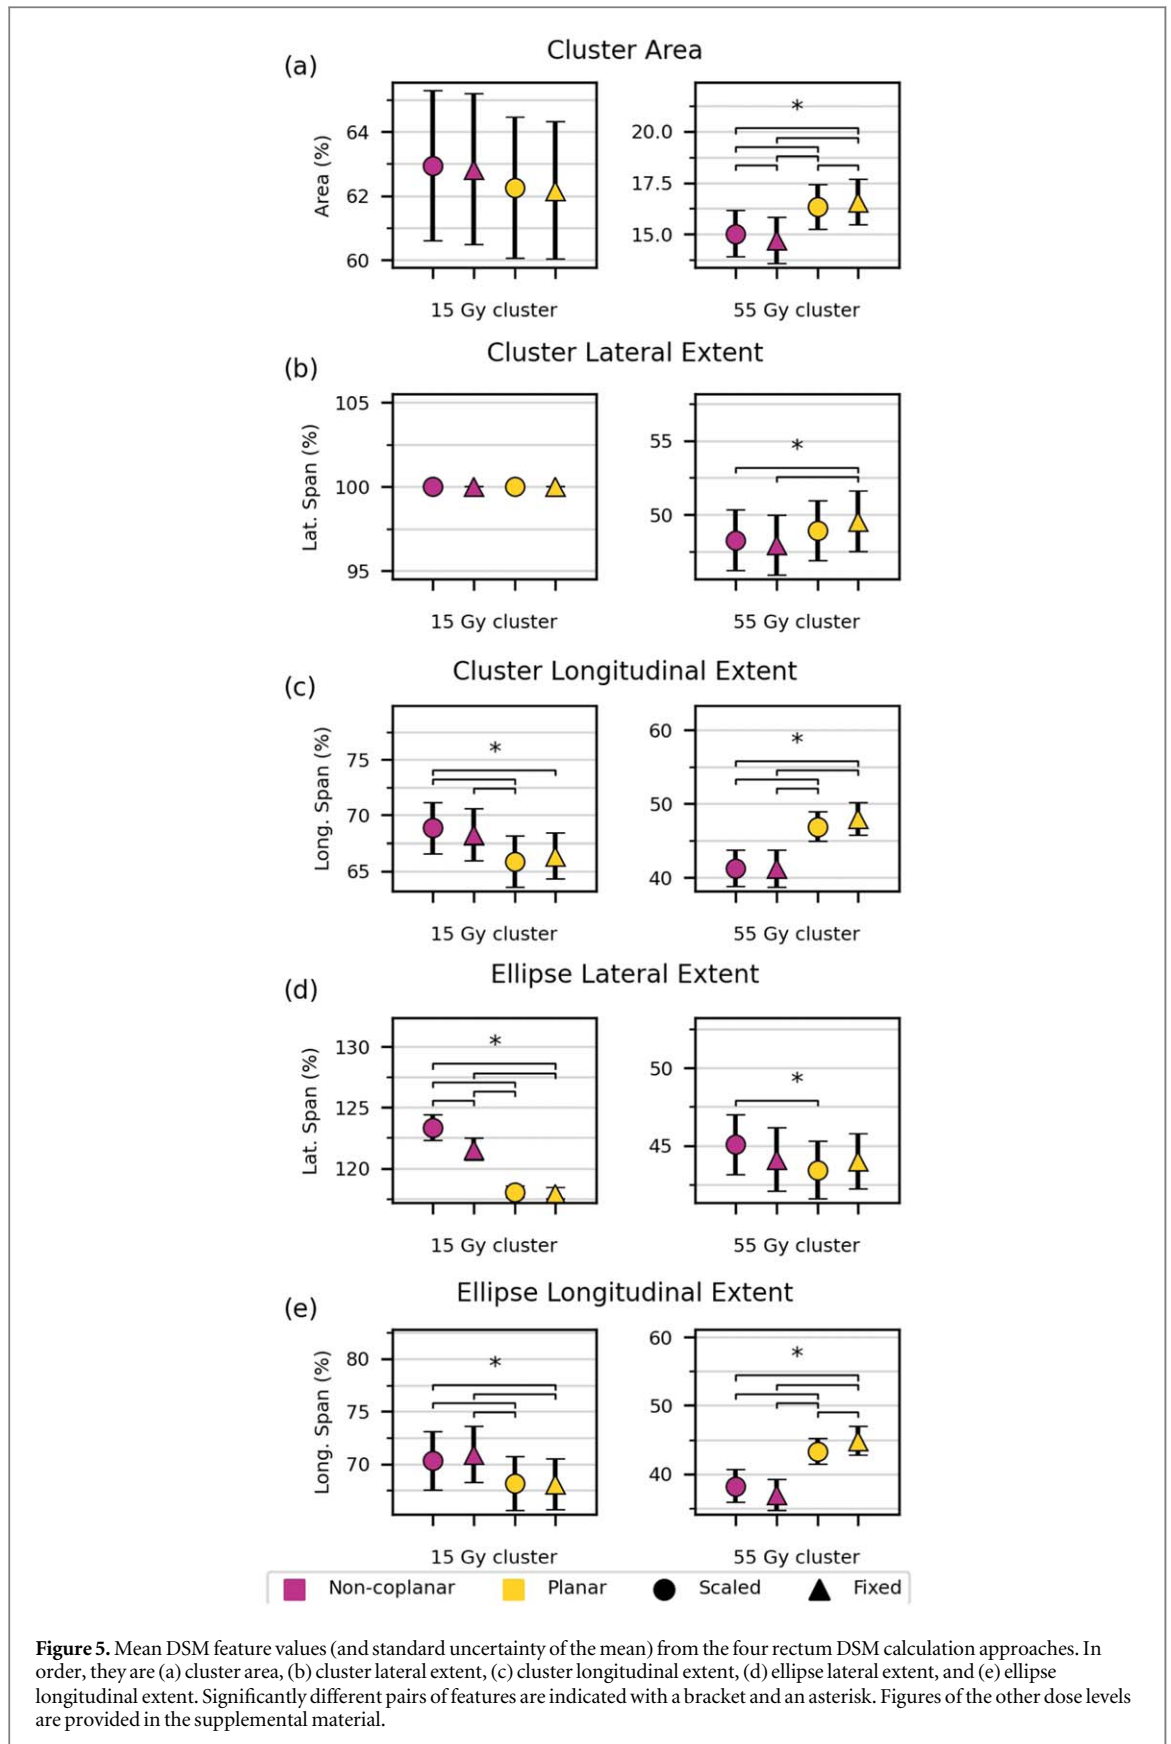 Cluster Area
(a)
Area (%)
64
62
60
15 Gy cluster
*
20.0
17.5
15.0
55 Gy cluster
Cluster Lateral Extent
(b)
Lat. Span (%)
105
100
95
15 Gy cluster
*
55
50
55 Gy cluster
Cluster Longitudinal Extent
(c)
Long. Span (%)
*
75
70
65
15 Gy cluster
*
60
50
40
55 Gy cluster
Ellipse Lateral Extent
(d)
Lat. Span (%)
*
130
125
120
15 Gy cluster
*
50
45
55 Gy cluster
Ellipse Longitudinal Extent
(e)
Long. Span (%)
*
80
75
70
15 Gy cluster
*
60
50
40
55 Gy cluster
Non-coplanar Planar Scaled Fixed
Figure 5. Mean DSM feature values (and standard uncertainty of the mean) from the four rectum DSM calculation approaches. In
order, they are (a) cluster area, (b) cluster lateral extent, (c) cluster longitudinal extent, (d) ellipse lateral extent, and (e) ellipse
longitudinal extent. Significantly different pairs of features are indicated with a bracket and an asterisk. Figures of the other dose levels
are provided in the supplemental material.